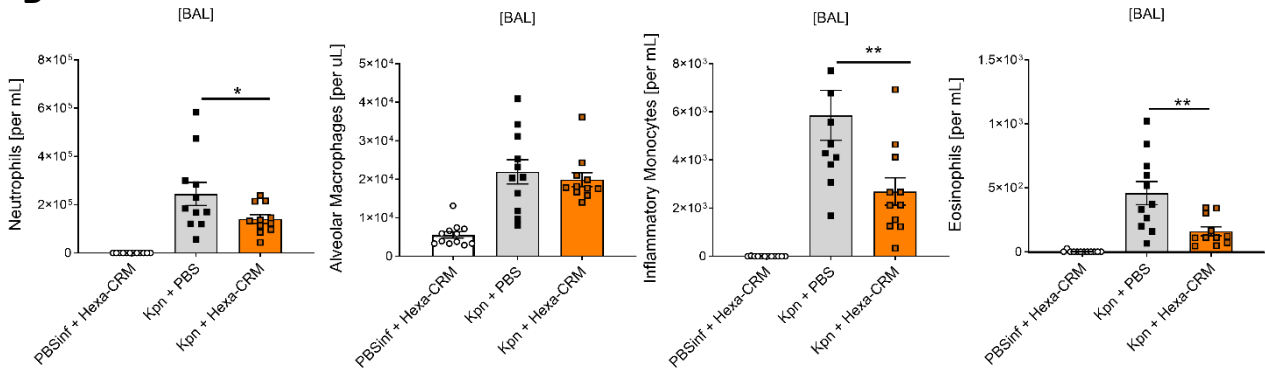 [BAL]
Neutrophils [per mL]
8×10⁵
6×10⁵
4×10⁵
2×10⁵
0
*
PBSinf + Hexa-CRM
Kpn + PBS
Kpn + Hexa-CRM
[BAL]
Alveolar Macrophages [per uL]
5×10⁴
4×10⁴
3×10⁴
2×10⁴
1×10⁴
0
PBSinf + Hexa-CRM
Kpn + PBS
Kpn + Hexa-CRM
[BAL]
Inflammatory Monocytes [per mL]
8×10³
6×10³
4×10³
2×10³
0
**
PBSinf + Hexa-CRM
Kpn + PBS
Kpn + Hexa-CRM
[BAL]
Eosinophils [per mL]
1.5×10³
1×10³
5×10²
0
**
PBSinf + Hexa-CRM
Kpn + PBS
Kpn + Hexa-CRM